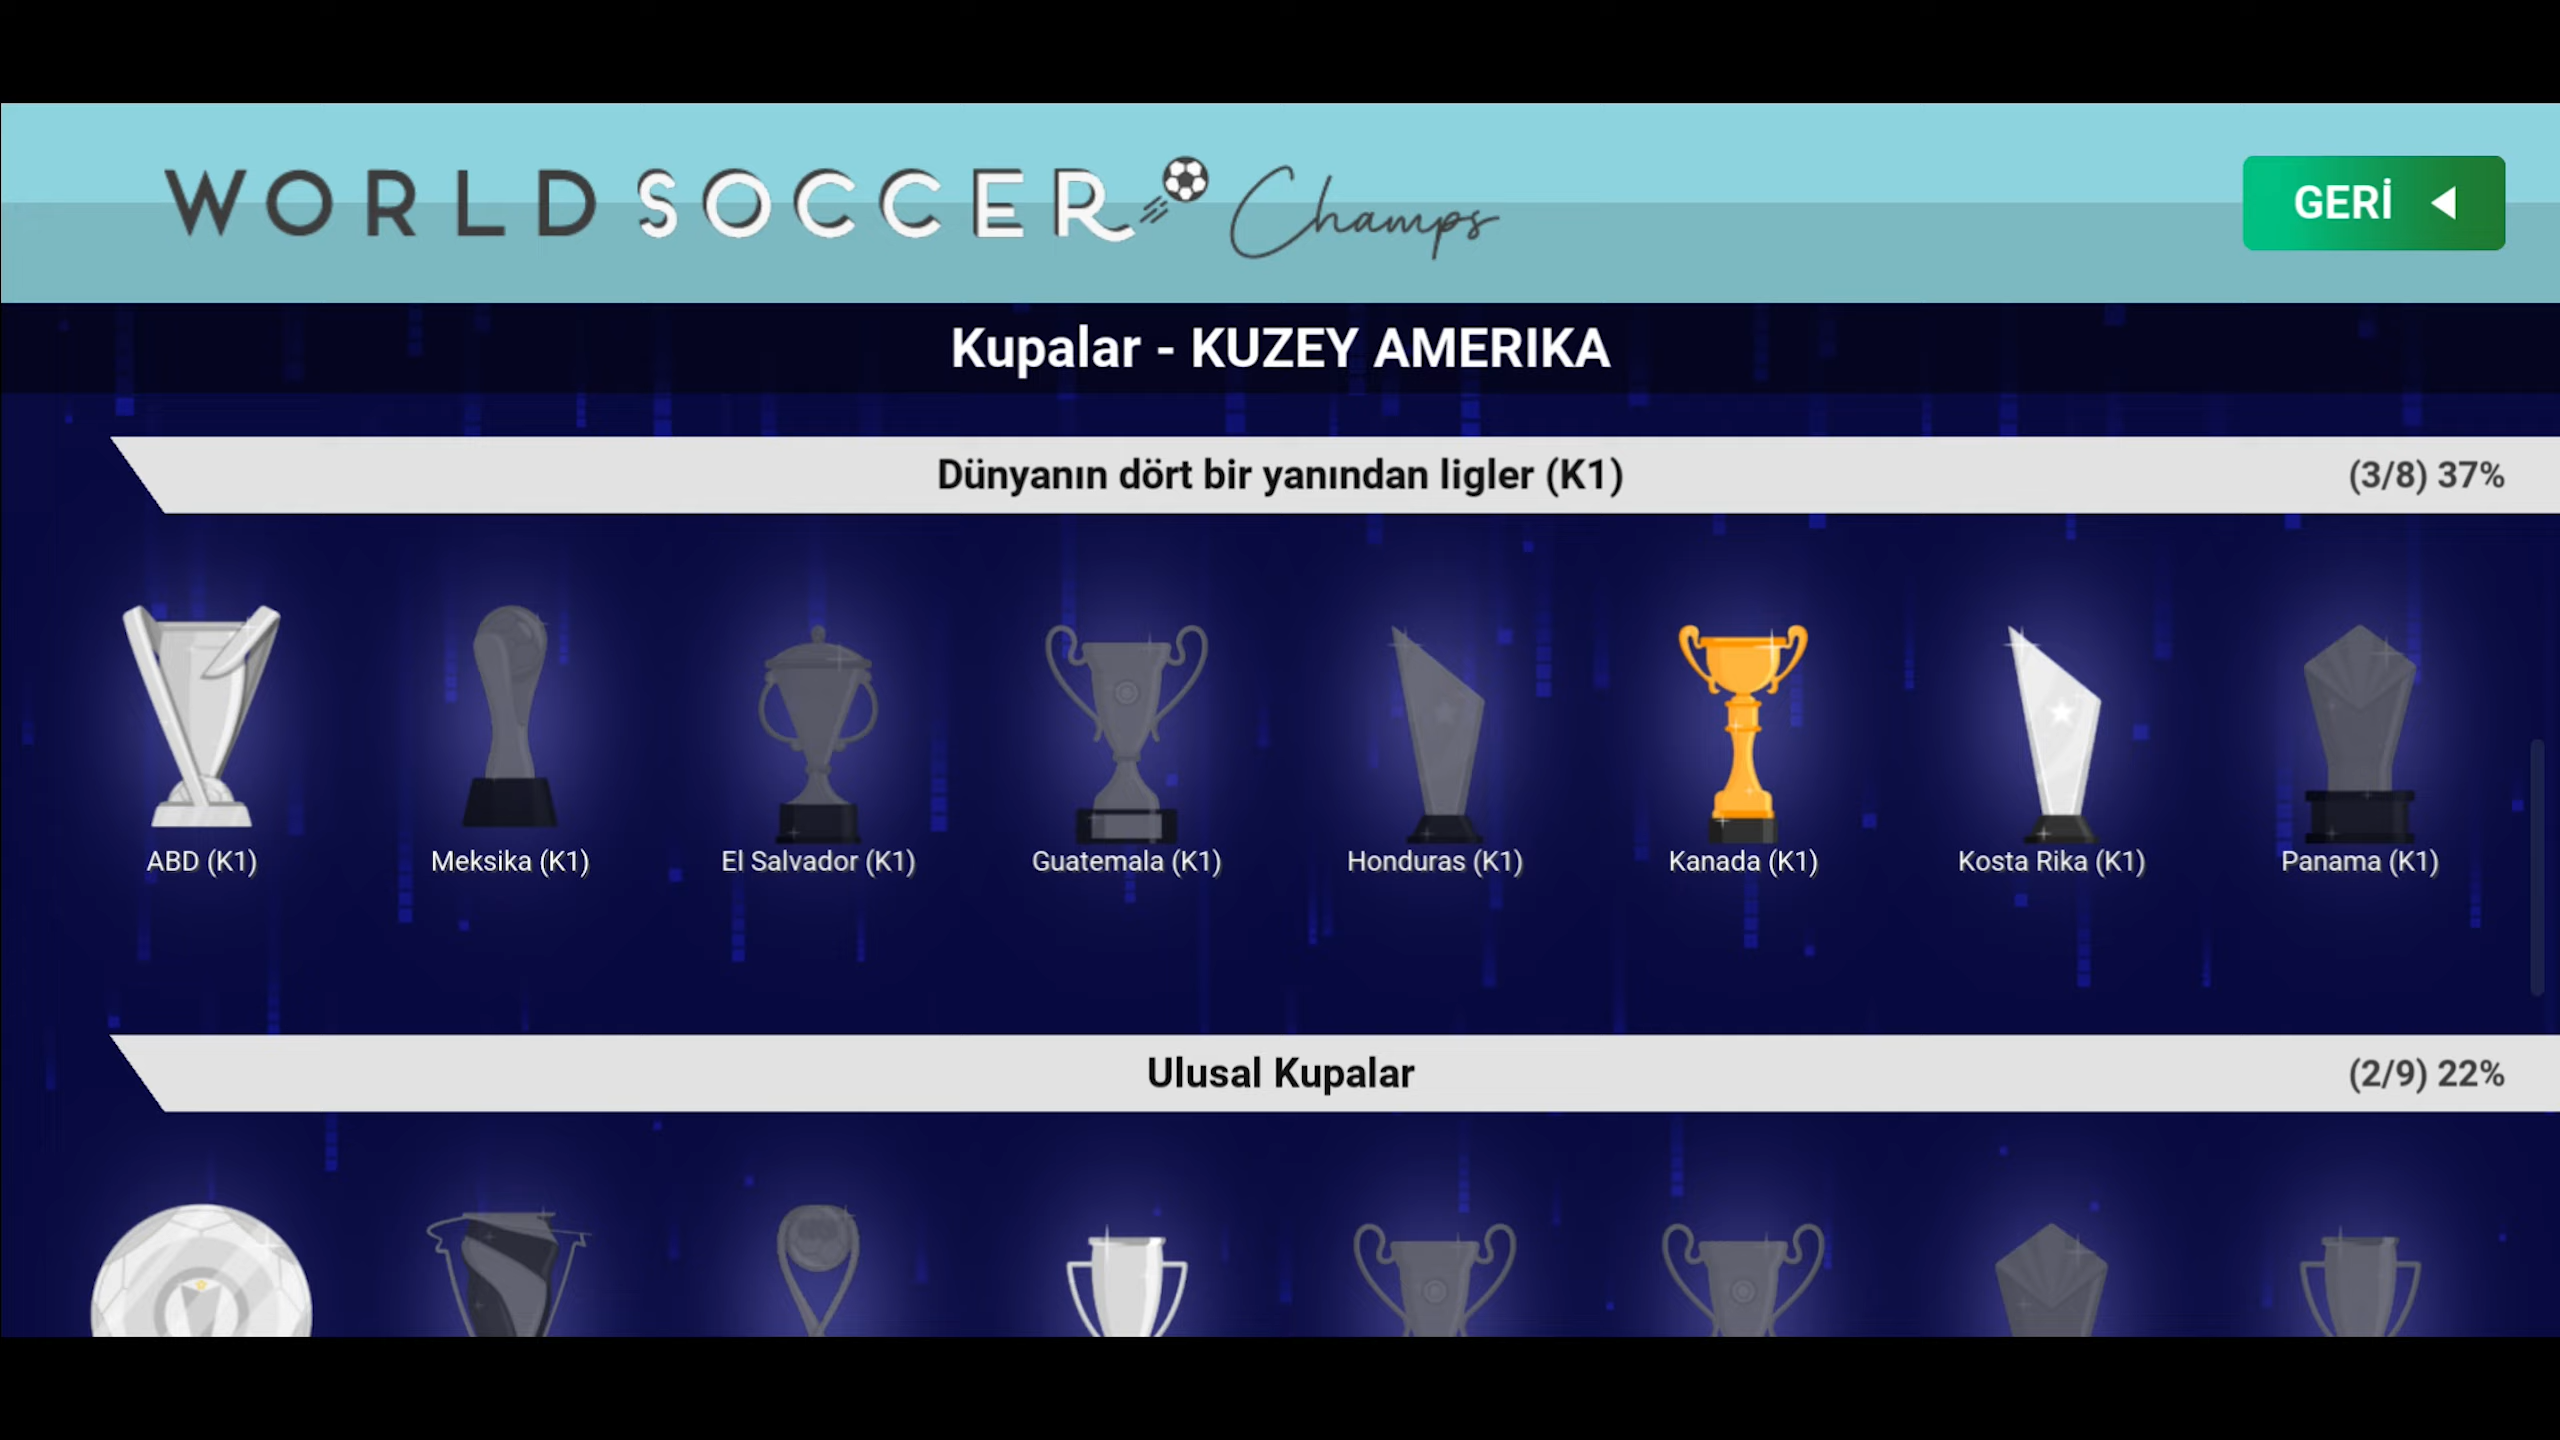 WORLD SOCCER Champs
GERİ
Kupalar - KUZEY AMERIKA
Dünyanın dört bir yanından ligler (K1)
(3/8) 37%
ABD (K1)
Meksika (K1)
El Salvador (K1)
Guatemala (K1)
Honduras (K1)
Kanada (K1)
Kosta Rika (K1)
Panama (K1)
Ulusal Kupalar
(2/9) 22%